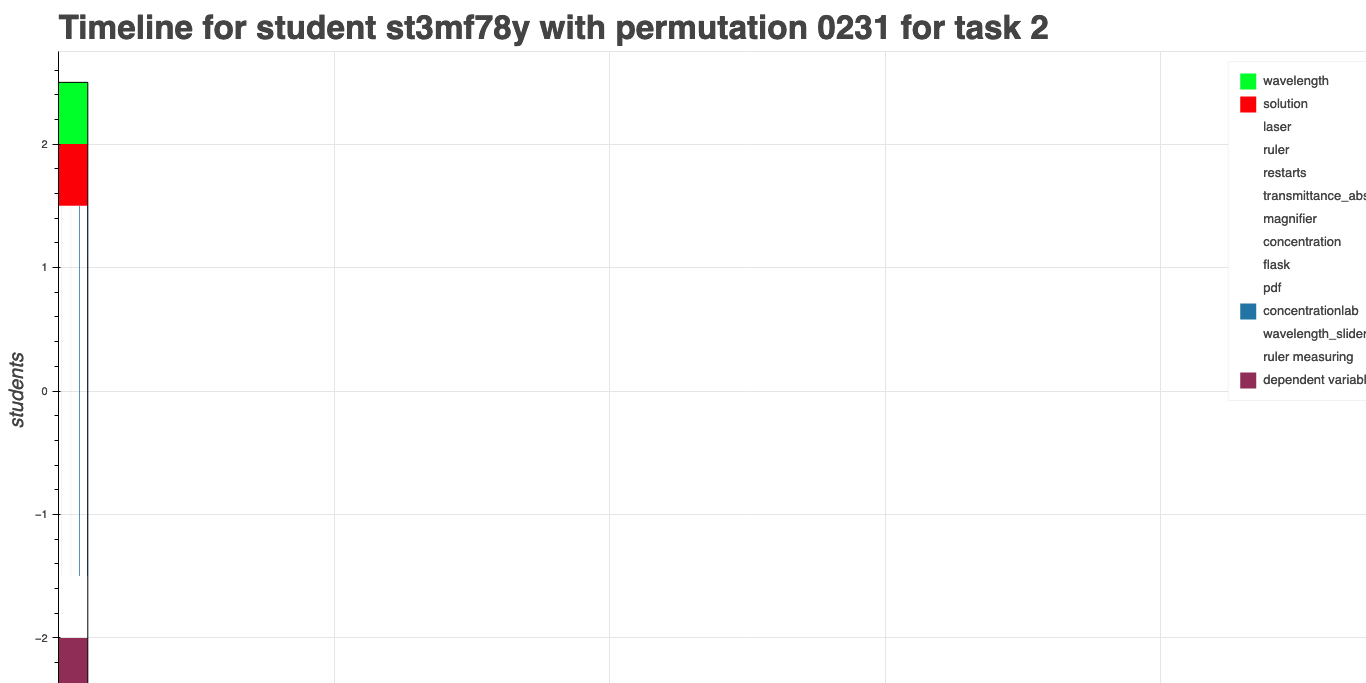 Timeline for student st3mf78y with permutation 0231 for task 2
students
2
1
0
−1
−2
wavelength
solution
laser
ruler
restarts
transmittance_abs
magnifier
concentration
flask
pdf
concentrationlab
wavelength_slider
ruler measuring
dependent variabl